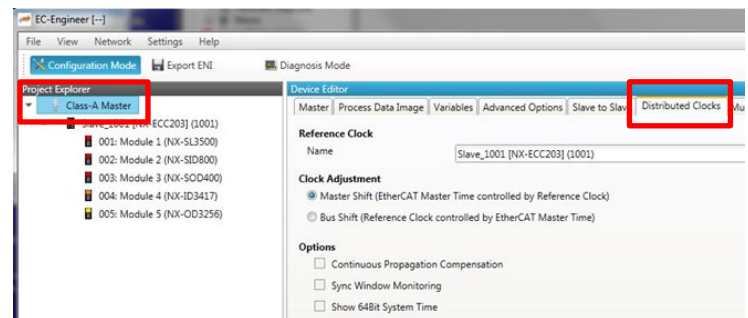 EC-Engineer [--]
File View Network Settings Help
Configuration Mode Export ENI Diagnosis Mode
Project Explorer
Class-A Master
Slave_1001 [NX-ECC203] (1001)
001: Module 1 (NX-SL3500)
002: Module 2 (NX-SID800)
003: Module 3 (NX-SOD400)
004: Module 4 (NX-ID3417)
005: Module 5 (NX-OD3256)
Device Editor
Master Process Data Image Variables Advanced Options Slave to Slav Distributed Clocks Mu
Reference Clock
Name Slave_1001 [NX-ECC203] (1001)
Clock Adjustment
Master Shift (EtherCAT Master Time controlled by Reference Clock)
Bus Shift (Reference Clock controlled by EtherCAT Master Time)
Options
Continuous Propagation Compensation
Sync Window Monitoring
Show 64Bit System Time